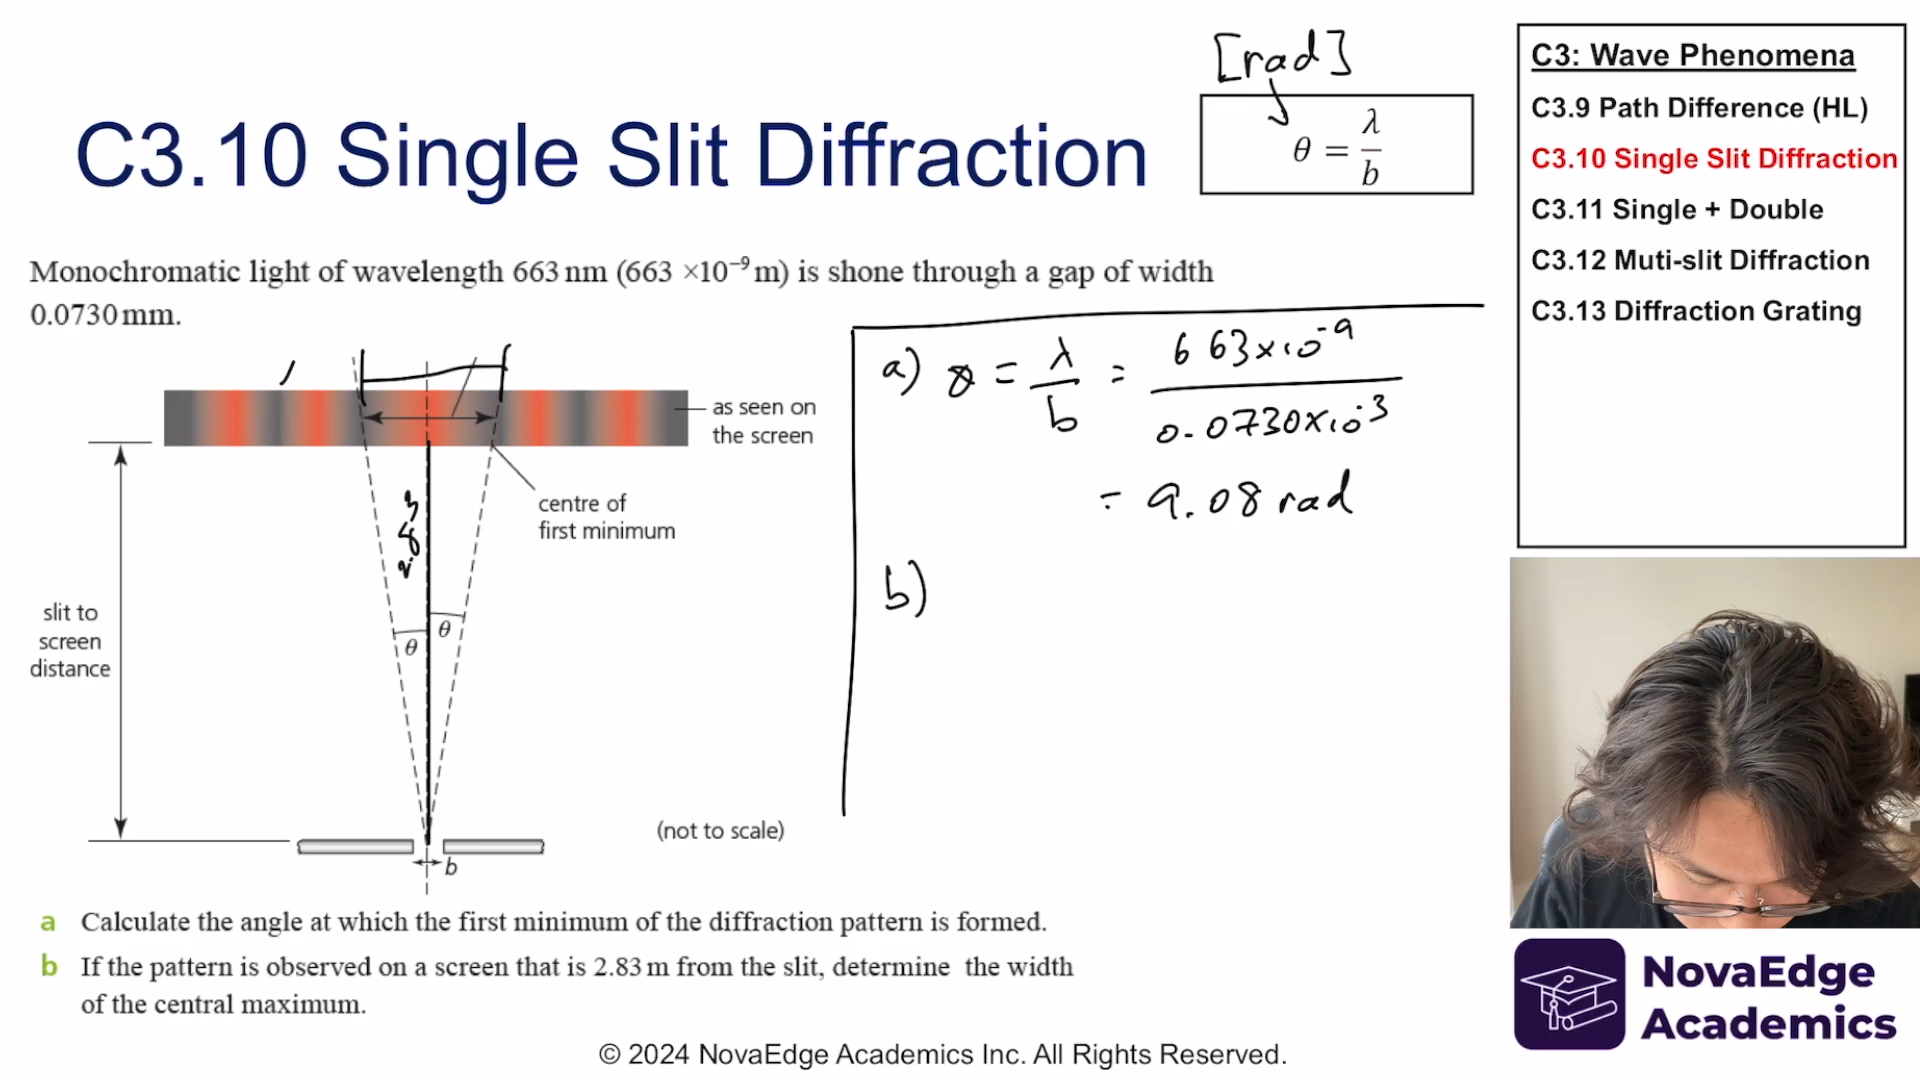 [rad]
C3.10 Single Slit Diffraction
θ = λ/b
Monochromatic light of wavelength 663 nm (663 ×10⁻⁹ m) is shone through a gap of width
0.0730 mm.
as seen on
the screen
centre of
first minimum
2.83
slit to
screen
distance
θ
θ
(not to scale)
b
a) θ = λ/b = 663×10⁻⁹ / 0.0730×10⁻³
= 9.08 rad
b)
a Calculate the angle at which the first minimum of the diffraction pattern is formed.
b If the pattern is observed on a screen that is 2.83 m from the slit, determine the width
of the central maximum.
© 2024 NovaEdge Academics Inc. All Rights Reserved.
C3: Wave Phenomena
C3.9 Path Difference (HL)
C3.10 Single Slit Diffraction
C3.11 Single + Double
C3.12 Muti-slit Diffraction
C3.13 Diffraction Grating
NovaEdge
Academics